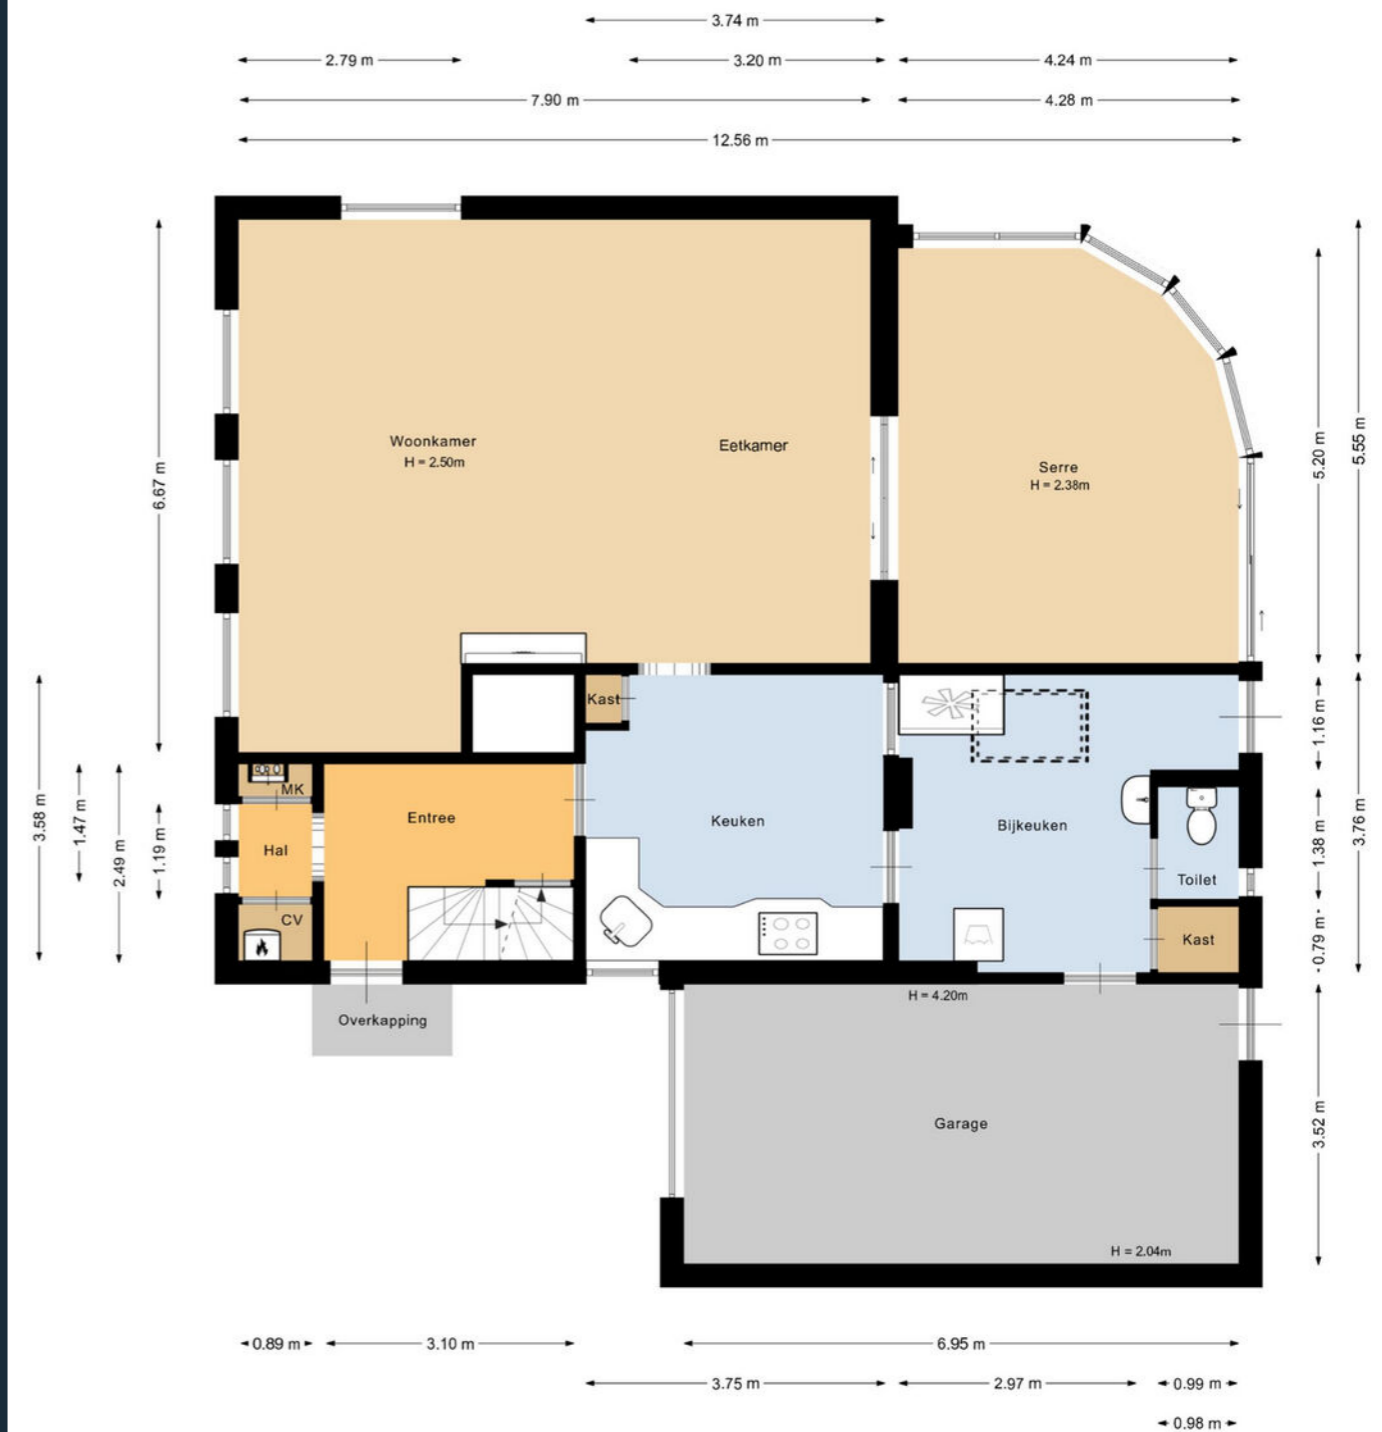 3.74 m
2.79 m
3.20 m
4.24 m
7.90 m
4.28 m
12.56 m
Woonkamer
H = 2.50m
Eetkamer
Serre
H = 2.38m
6.67 m
5.20 m
5.55 m
Kast
MK
Entree
Hal
CV
Keuken
Bijkeuken
Toilet
Kast
3.58 m
1.47 m
2.49 m
1.19 m
1.16 m
1.38 m
0.79 m
3.76 m
Overkapping
H = 4.20m
Garage
H = 2.04m
3.52 m
0.89 m
3.10 m
6.95 m
3.75 m
2.97 m
0.99 m
0.98 m